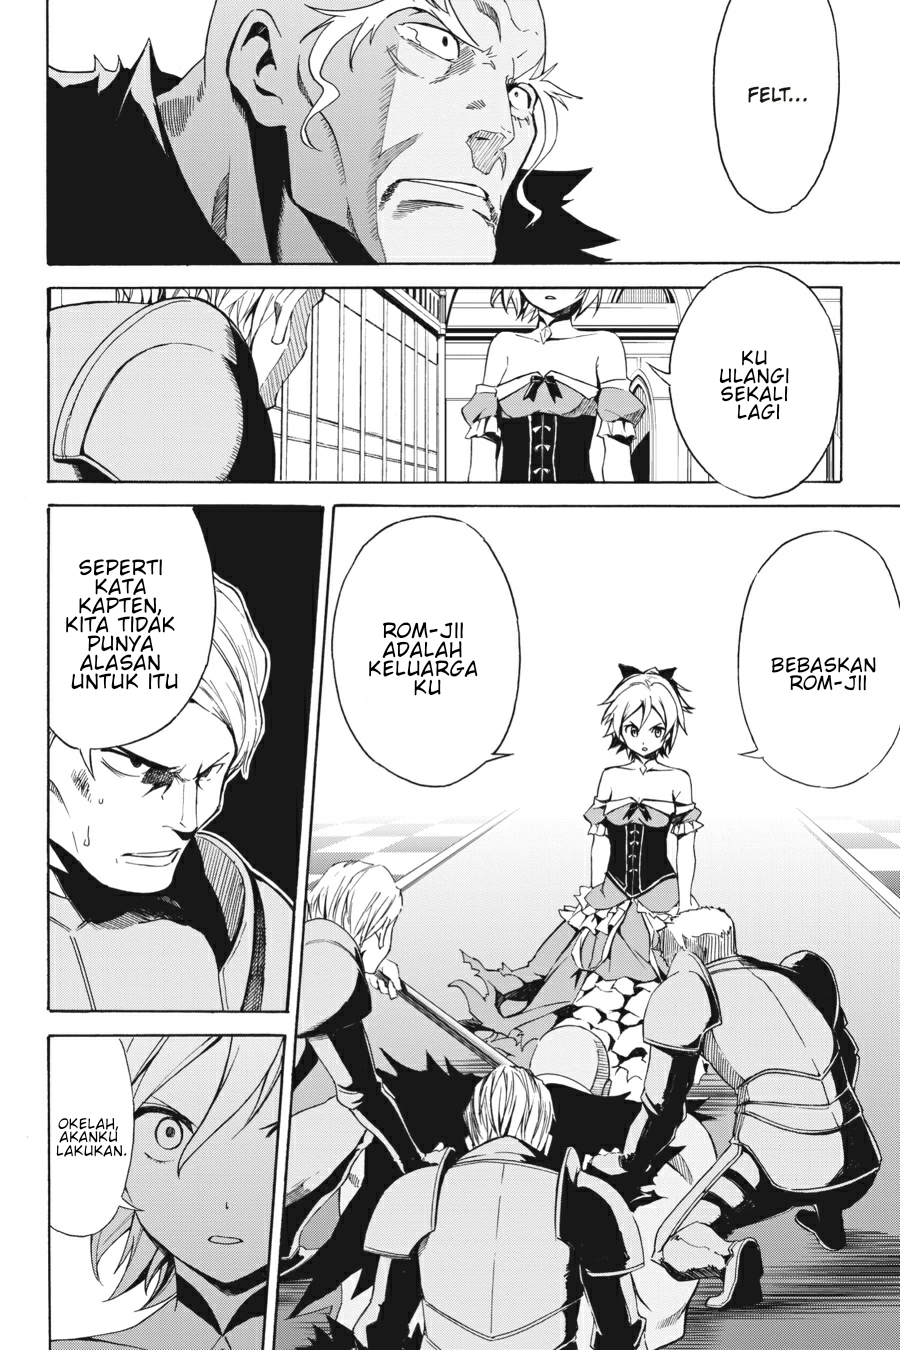 FELT...
KU
ULANGI
SEKALI
LAGI
BEBASKAN
ROM-JII
ROM-JII
ADALAH
KELUARGA
KU
SEPERTI
KATA
KAPTEN,
KITA TIDAK
PUNYA
ALASAN
UNTUK ITU
OKELAH,
AKANKU
LAKUKAN.